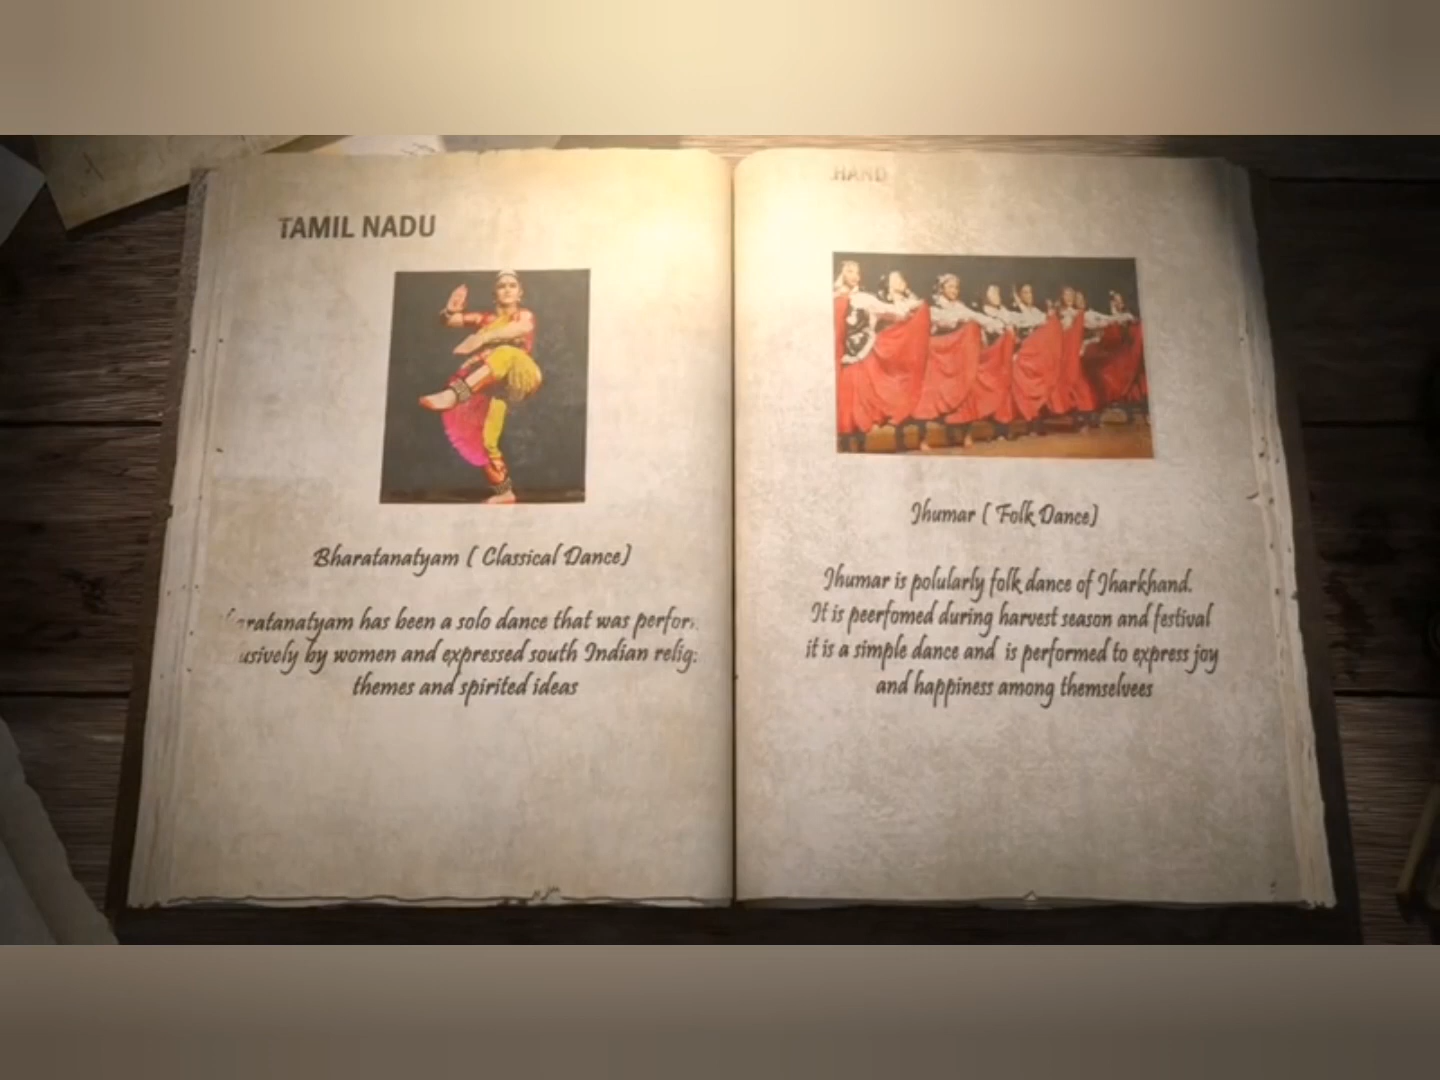 TAMIL NADU
Bharatanatyam ( Classical Dance)
has been a solo dance that was
by women and expressed south Indian
themes and spirited ideas
HAND
Jhumar ( Folk Dance)
Jhumar is polularly folk dance of Jharkhand.
It is peerfomed during harvest season and festival
it is a simple dance and is performed to express joy
and happiness among themselvees